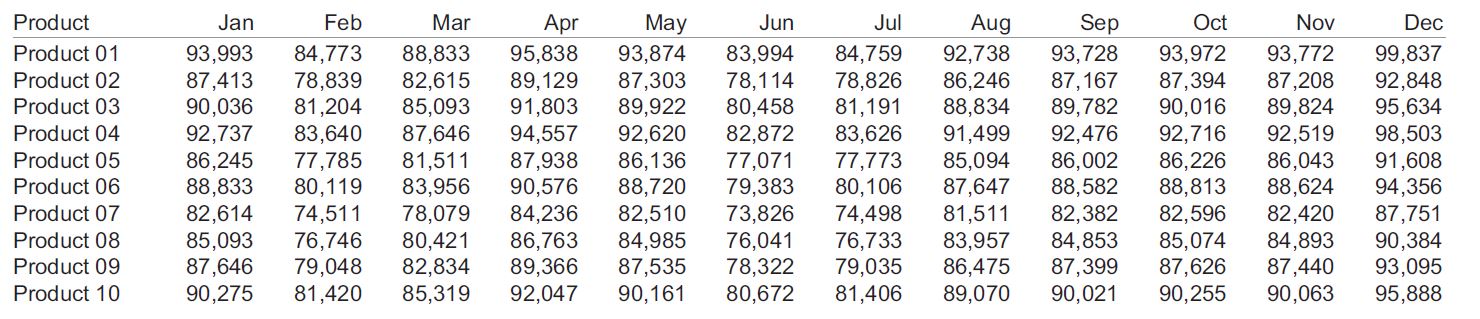 Product Jan Feb Mar Apr May Jun Jul Aug Sep Oct Nov Dec
Product 01 93,993 84,773 88,833 95,838 93,874 83,994 84,759 92,738 93,728 93,972 93,772 99,837
Product 02 87,413 78,839 82,615 89,129 87,303 78,114 78,826 86,246 87,167 87,394 87,208 92,848
Product 03 90,036 81,204 85,093 91,803 89,922 80,458 81,191 88,834 89,782 90,016 89,824 95,634
Product 04 92,737 83,640 87,646 94,557 92,620 82,872 83,626 91,499 92,476 92,716 92,519 98,503
Product 05 86,245 77,785 81,511 87,938 86,136 77,071 77,773 85,094 86,002 86,226 86,043 91,608
Product 06 88,833 80,119 83,956 90,576 88,720 79,383 80,106 87,647 88,582 88,813 88,624 94,356
Product 07 82,614 74,511 78,079 84,236 82,510 73,826 74,498 81,511 82,382 82,596 82,420 87,751
Product 08 85,093 76,746 80,421 86,763 84,985 76,041 76,733 83,957 84,853 85,074 84,893 90,384
Product 09 87,646 79,048 82,834 89,366 87,535 78,322 79,035 86,475 87,399 87,626 87,440 93,095
Product 10 90,275 81,420 85,319 92,047 90,161 80,672 81,406 89,070 90,021 90,255 90,063 95,888